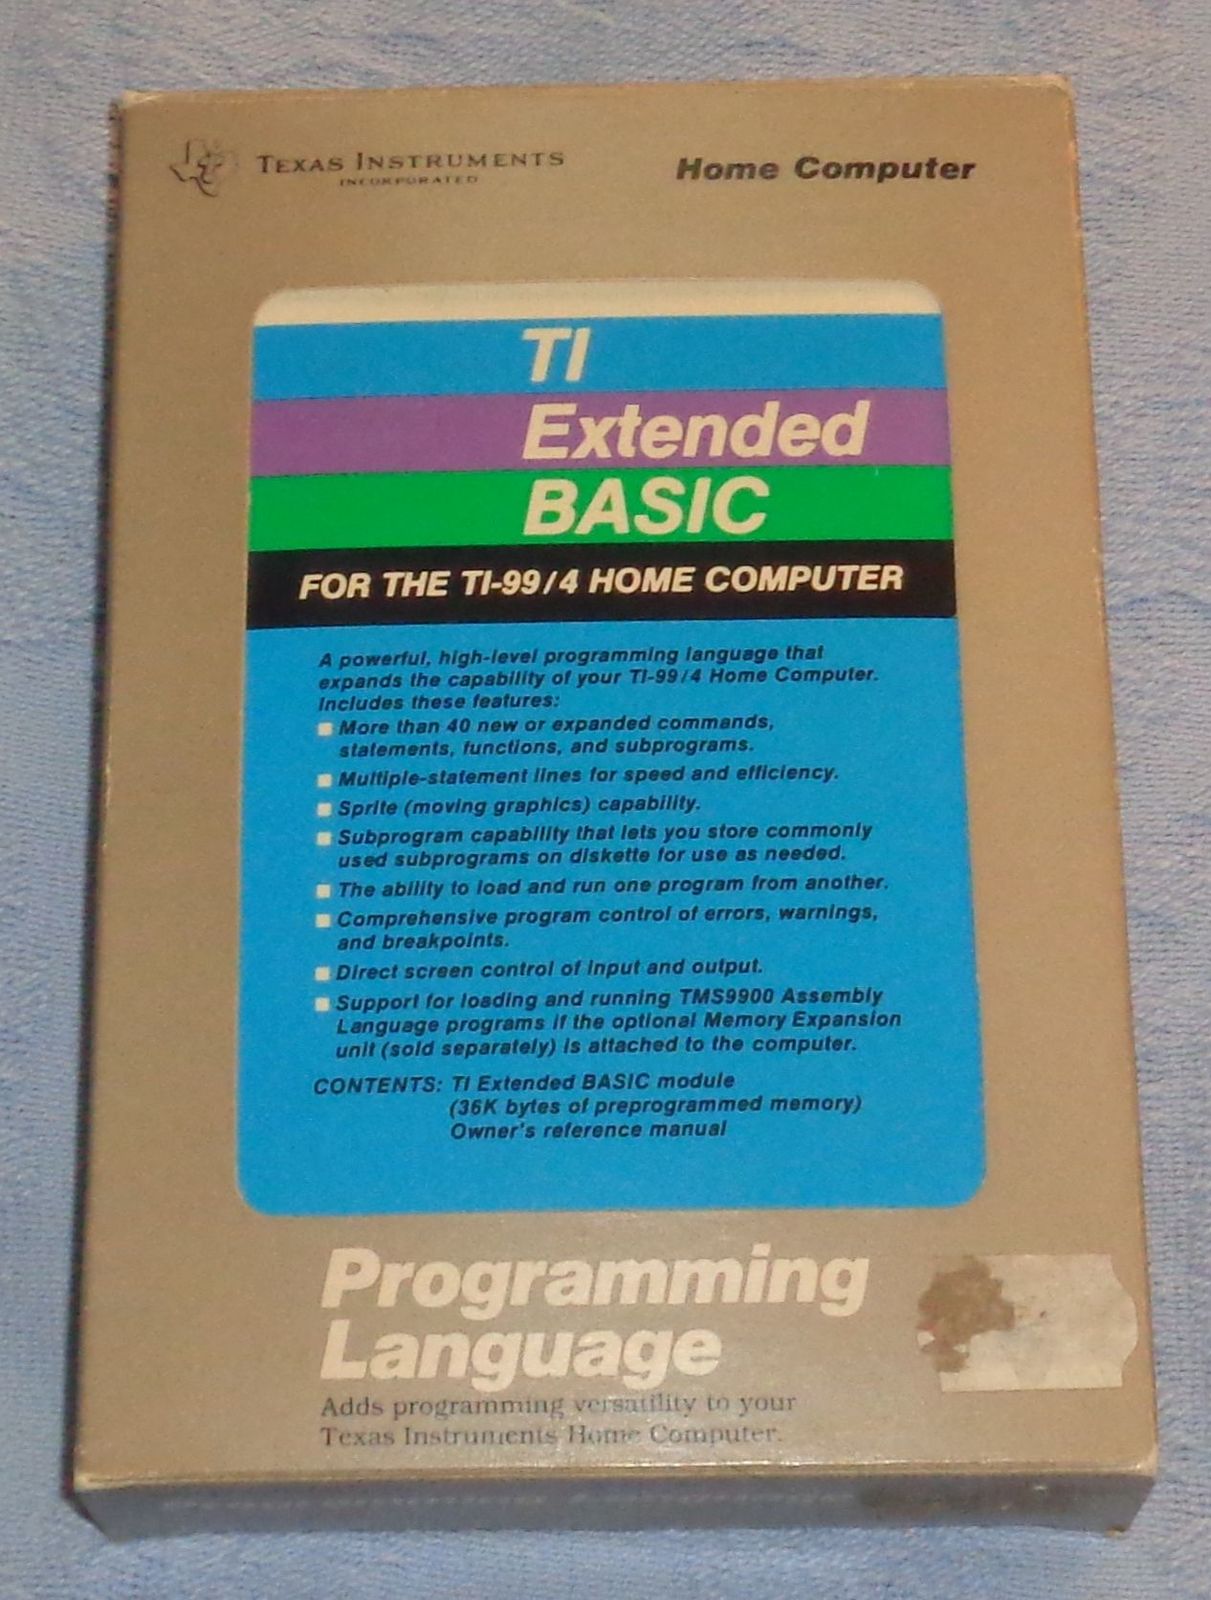 TEXAS INSTRUMENTS
INCORPORATED
Home Computer
TI
Extended
BASIC
FOR THE TI-99/4 HOME COMPUTER
A powerful, high-level programming language that
expands the capability of your TI-99/4 Home Computer.
Includes these features:
More than 40 new or expanded commands,
statements, functions, and subprograms.
Multiple-statement lines for speed and efficiency.
Sprite (moving graphics) capability.
Subprogram capability that lets you store commonly
used subprograms on diskette for use as needed.
The ability to load and run one program from another.
Comprehensive program control of errors, warnings,
and breakpoints.
Direct screen control of input and output.
Support for loading and running TMS9900 Assembly
Language programs if the optional Memory Expansion
unit (sold separately) is attached to the computer.
CONTENTS: TI Extended BASIC module
(36K bytes of preprogrammed memory)
Owner's reference manual
Programming
Language
Adds programming versatility to your
Texas Instruments Home Computer.